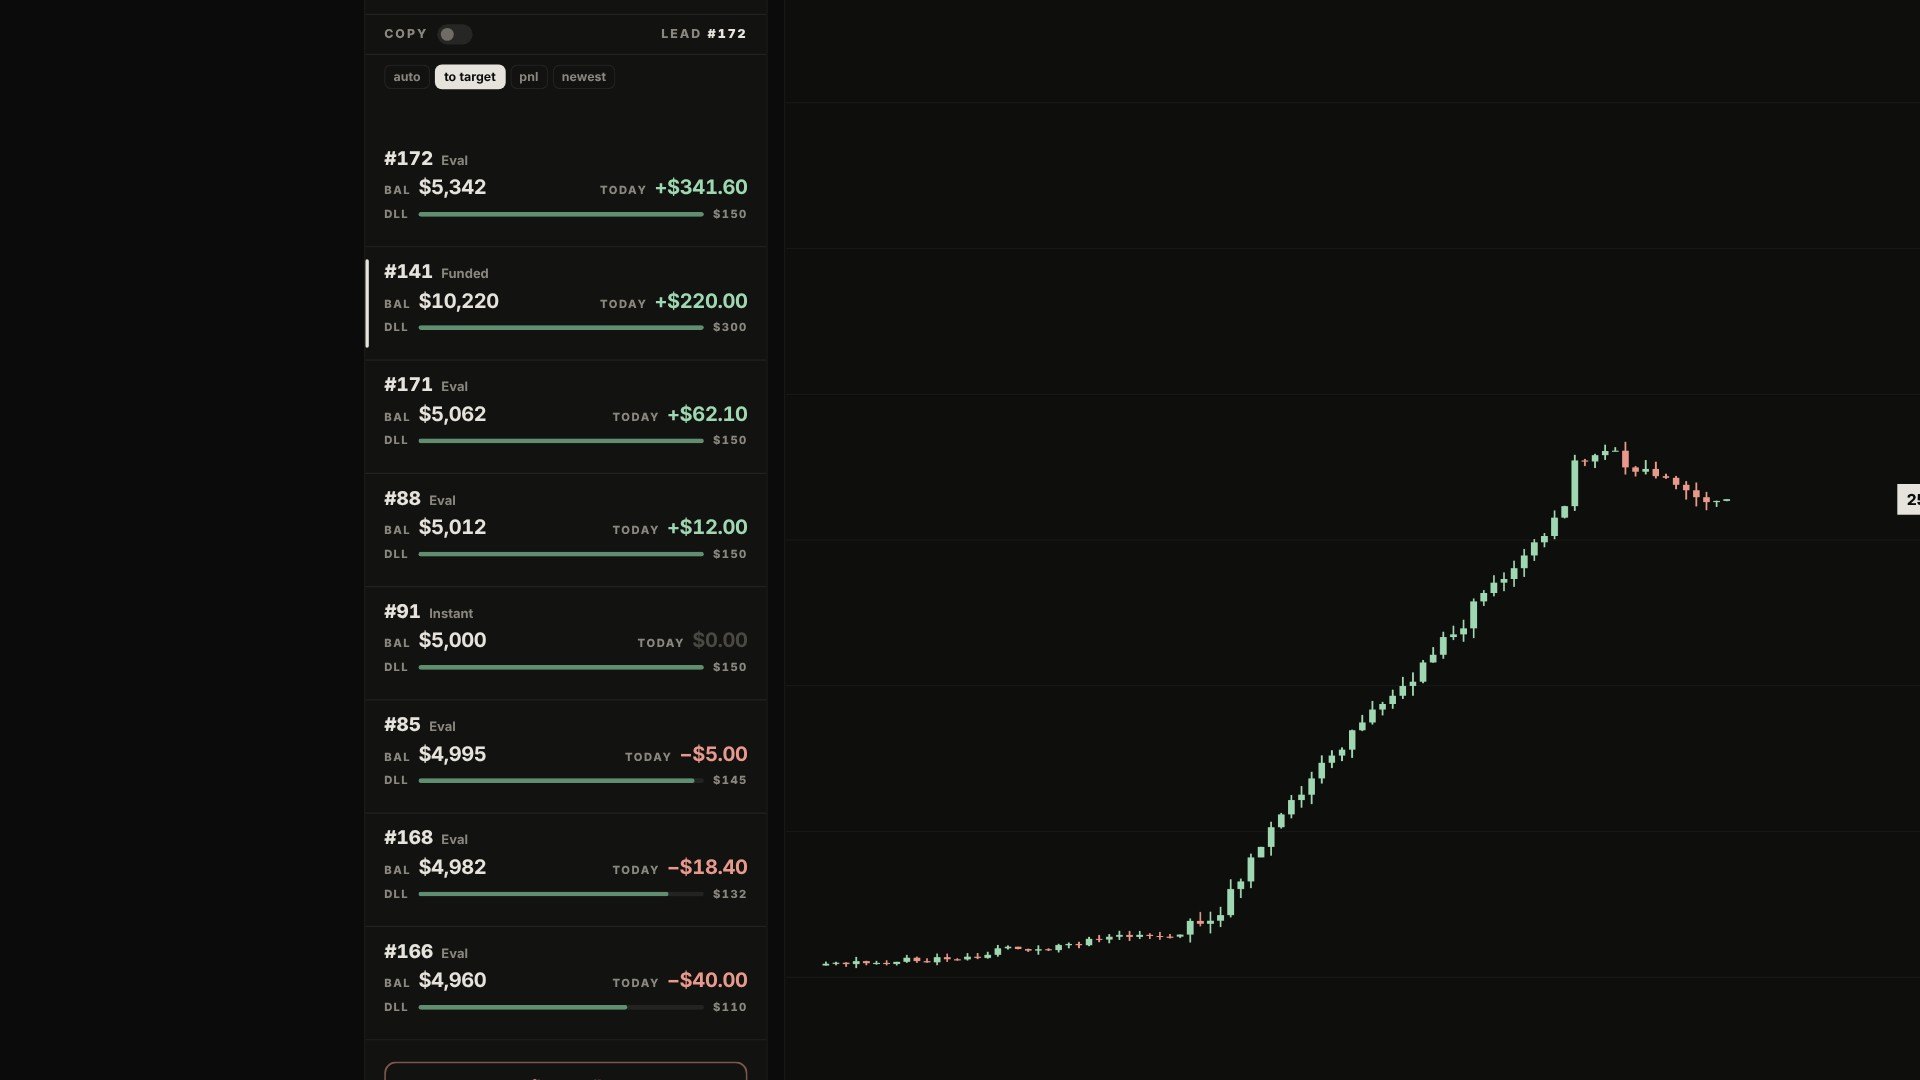 COPY LEAD #172
auto to target pnl newest
#172 Eval
BAL $5,342 TODAY +$341.60
DLL $150
#141 Funded
BAL $10,220 TODAY +$220.00
DLL $300
#171 Eval
BAL $5,062 TODAY +$62.10
DLL $150
#88 Eval
BAL $5,012 TODAY +$12.00
DLL $150
#91 Instant
BAL $5,000 TODAY $0.00
DLL $150
#85 Eval
BAL $4,995 TODAY −$5.00
DLL $145
#168 Eval
BAL $4,982 TODAY −$18.40
DLL $132
#166 Eval
BAL $4,960 TODAY −$40.00
DLL $110